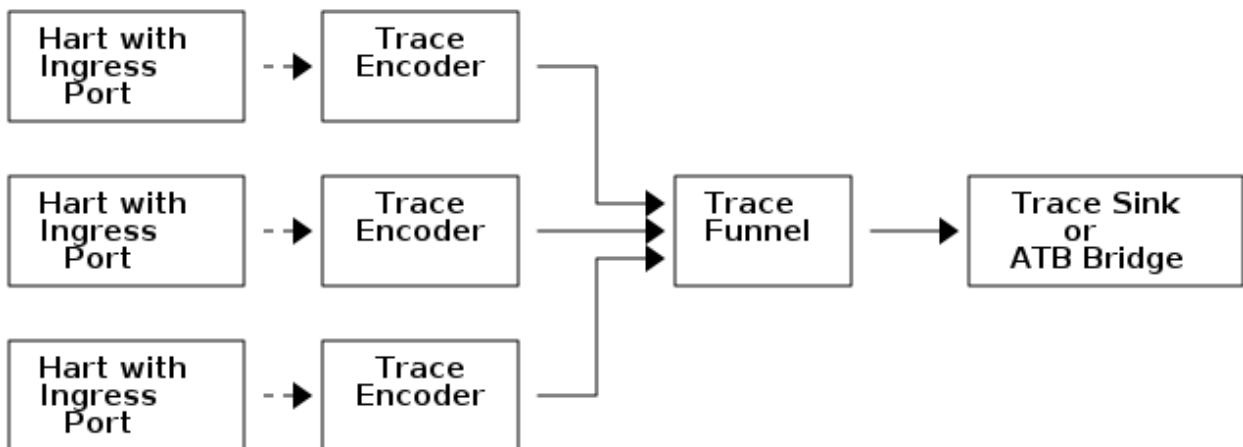 Hart with
Ingress
Port
Trace
Encoder
Hart with
Ingress
Port
Trace
Encoder
Trace
Funnel
Trace Sink
or
ATB Bridge
Hart with
Ingress
Port
Trace
Encoder